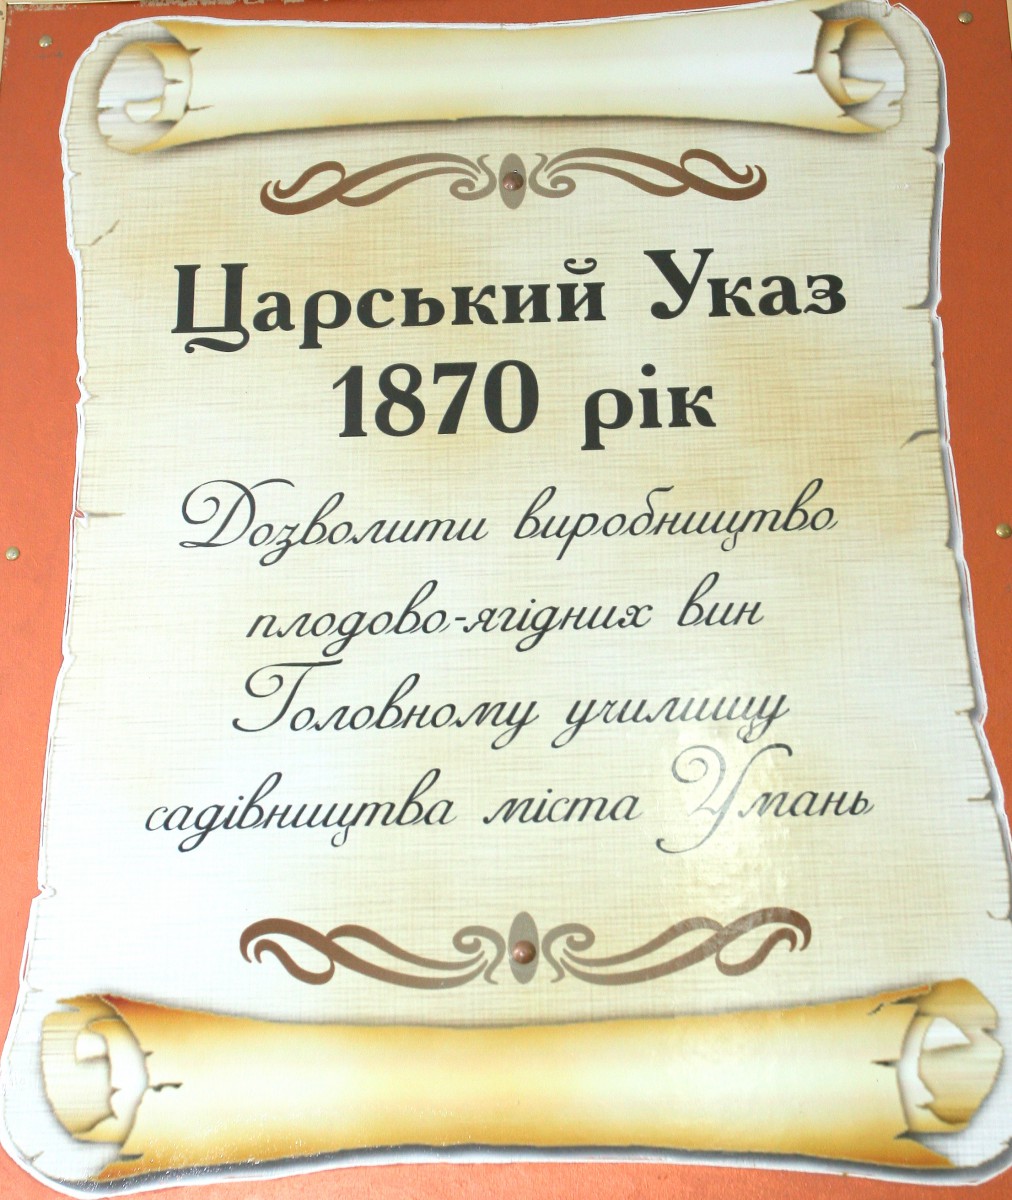 Царський Указ
1870 рік
Дозволити виробництво
плодово-ягідних вин
Головному училищу
садівництва міста Умань